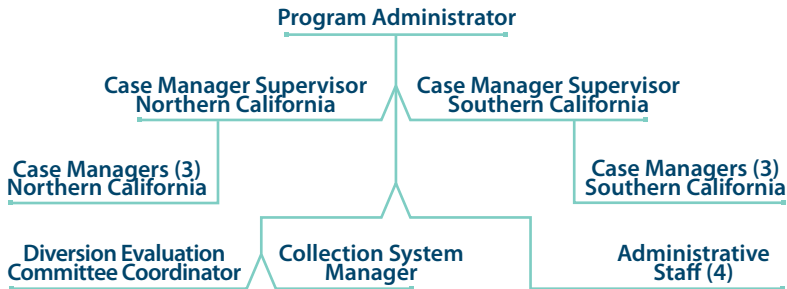 Program Administrator
Case Manager Supervisor
Northern California
Case Manager Supervisor
Southern California
Case Managers (3)
Northern California
Case Managers (3)
Southern California
Diversion Evaluation
Committee Coordinator
Collection System
Manager
Administrative
Staff (4)